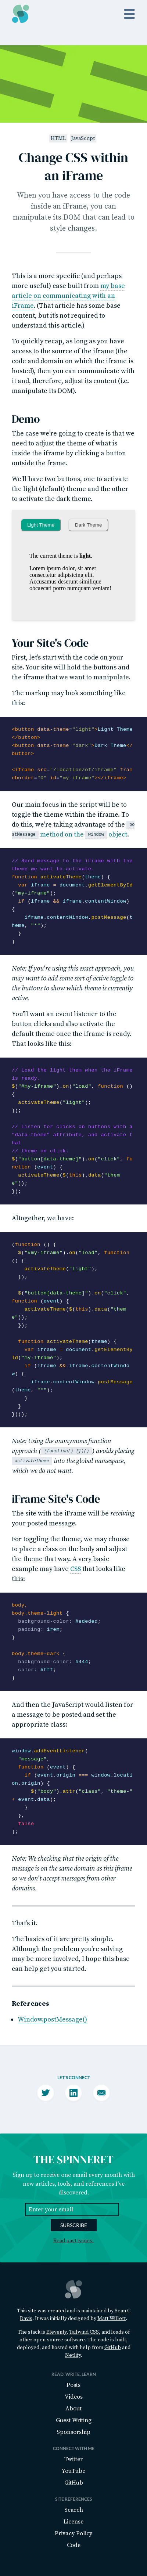 HTML JavaScript
Change CSS within
an iFrame
When you have access to the code
inside an iFrame, you can
manipulate its DOM that can lead to
style changes.
This is a more specific (and perhaps
more useful) case built from my base
article on communicating with an
iFrame. (That article has some base
content, but it's not required to
understand this article.)
To quickly recap, as long as you have
access to the source of the iframe (the
code and domain on which the iframe is
hosted), then you can communicate with
it and, therefore, adjust its content (i.e.
manipulate its DOM).
Demo
The case we're going to examine is the
need to adjust the theme of what is
inside the iframe by clicking a button
outside the frame.
We'll have two buttons, one to activate
the light (default) theme and the other
to activate the dark theme.
Light Theme Dark Theme
The current theme is light.
Lorem ipsum dolor, sit amet
consectetur adipisicing elit.
Accusamus deserunt similique
obcaecati porro numquam veniam!
Your Site's Code
First, let's start with the code on your
site. Your site will hold the buttons and
the iframe that we want to manipulate.
The markup may look something like
this:
<button data-theme="light">Light Theme
</button>
<button data-theme="dark">Dark Theme</
button>
<iframe src="/location/of/iframe" fram
eborder="0" id="my-iframe"></iframe>
Our main focus in the script will be to
toggle the theme within the iframe. To
do this, we're taking advantage of the po
stMessage method on the window object.
// Send message to the iFrame with the
theme we want to activate.
function activateTheme(theme) {
var iframe = document.getElementById
("my-iframe");
if (iframe && iframe.contentWindow)
{
iframe.contentWindow.postMessage(t
heme, "*");
}
}
Note: If you're using this exact approach, you
may want to add some sort of active toggle to
the buttons to show which theme is currently
active.
You'll want an event listener to the
button clicks and also activate the
default theme when the iframe is ready.
That looks like this:
// Load the light them when the iFrame
is ready.
$("#my-iframe").on("load", function ()
{
activateTheme("light");
});
// Listen for clicks on buttons with a
"data-theme" attribute, and activate t
hat
// theme on click.
$("button[data-theme]").on("click", fu
nction (event) {
activateTheme($(this).data("them
e"));
});
Altogether, we have:
(function () {
$("#my-iframe").on("load", function
() {
activateTheme("light");
});
$("button[data-theme]").on("click",
function (event) {
activateTheme($(this).data("them
e"));
});
function activateTheme(theme) {
var iframe = document.getElementBy
Id("my-iframe");
if (iframe && iframe.contentWindo
w) {
iframe.contentWindow.postMessage
(theme, "*");
}
}
})();
Note: Using the anonymous function
approach ( (function() {})() ) avoids placing
activateTheme into the global namespace,
which we do not want.
iFrame Site's Code
The site with the iFrame will be receiving
your posted message.
For toggling the theme, we may choose
to place a class on the body and adjust
the theme that way. A very basic
example may have CSS that looks like
this:
body,
body.theme-light {
background-color: #ededed;
padding: 1rem;
}
body.theme-dark {
background-color: #444;
color: #fff;
}
And then the JavaScript would listen for
a message to be posted and set the
appropriate class:
window.addEventListener(
"message",
function (event) {
if (event.origin === window.locati
on.origin) {
$("body").attr("class", "theme-"
+ event.data);
}
},
false
);
Note: We checking that the origin of the
message is on the same domain as this iframe
so we don't accept messages from other
domains.
That's it.
The basics of it are pretty simple.
Although the problem you're solving
may be more involved, I hope this base
can help get you started.
References
Window.postMessage()
LET'S CONNECT
THE SPINNERET
Sign up to receive one email every month with
new articles, tools, and references I've
discovered.
Enter your email
SUBSCRIBE
Read past issues.
This site was created and is maintained by Sean C
Davis. It was initially designed by Matt Willett.
The stack is Eleventy, Tailwind CSS, and loads of
other open-source software. The code is built,
deployed, and hosted with help from GitHub and
Netlify.
READ, WRITE, LEARN
Posts
Videos
About
Guest Writing
Sponsorship
CONNECT WITH ME
Twitter
YouTube
GitHub
SITE REFERENCES
Search
License
Privacy Policy
Code